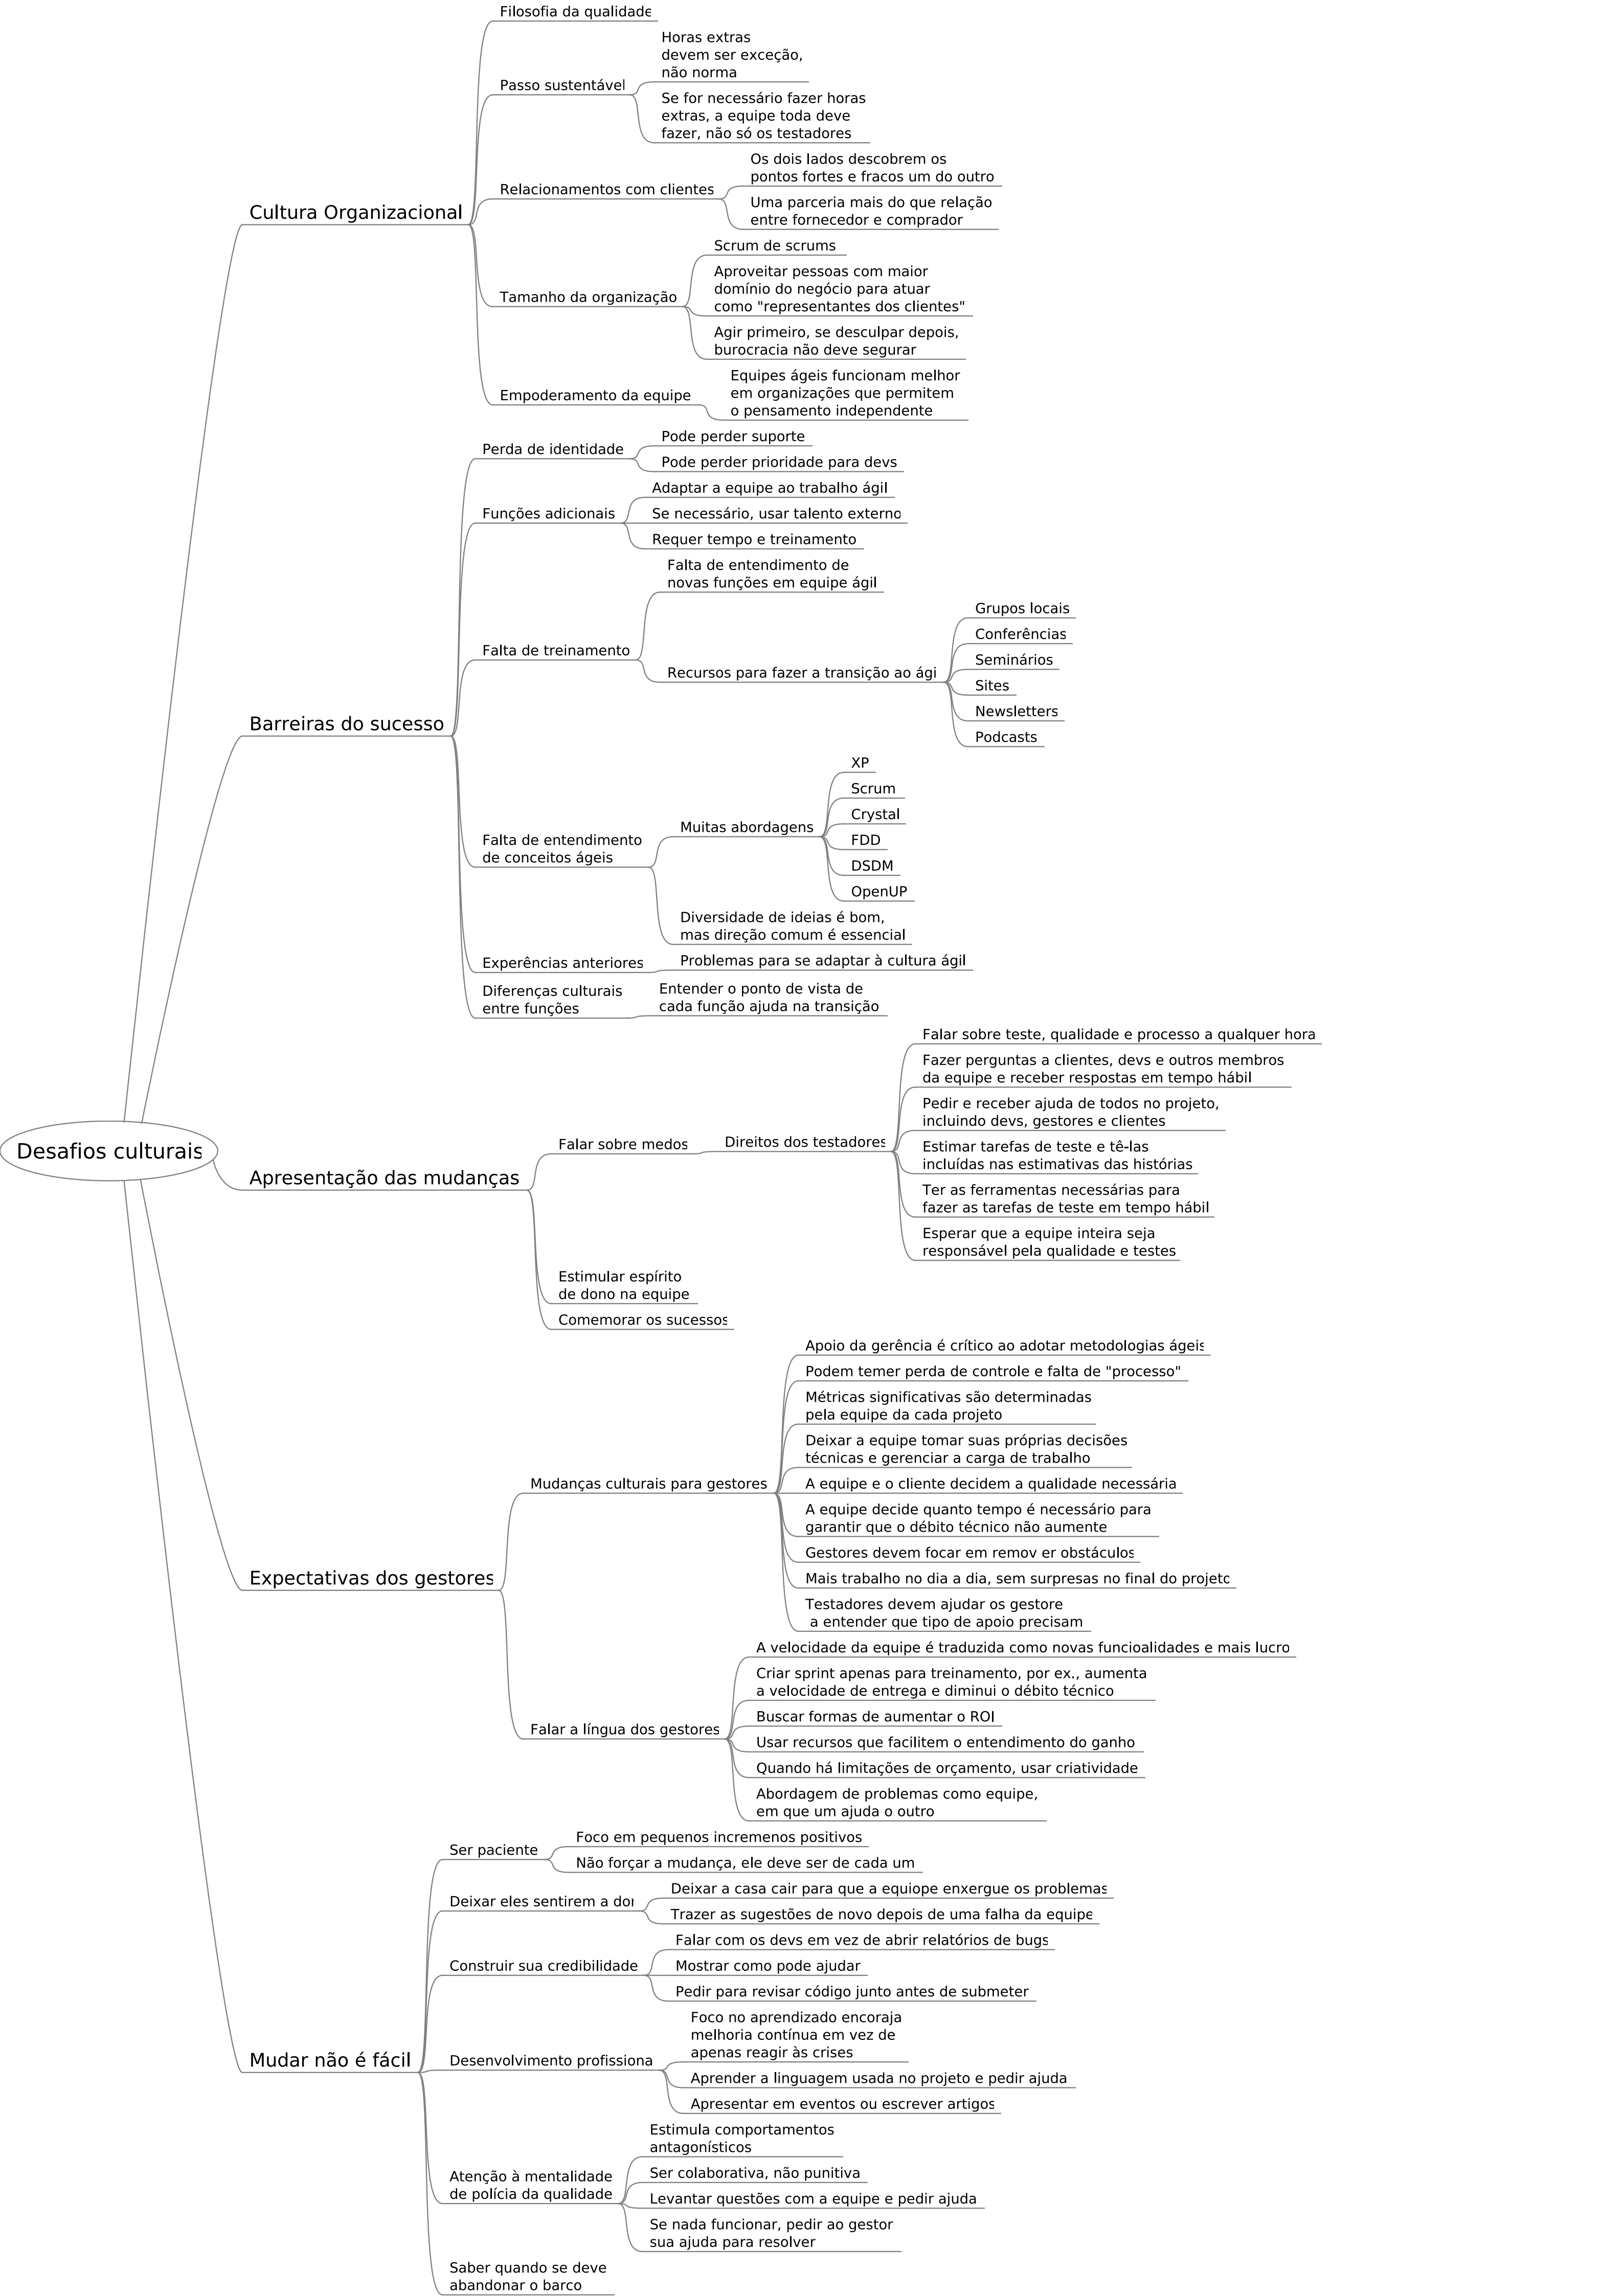 Desafios culturais
Cultura Organizacional
Filosofia da qualidade
Passo sustentável
Horas extras
devem ser exceção,
não norma
Se for necessário fazer horas
extras, a equipe toda deve
fazer, não só os testadores
Relacionamentos com clientes
Os dois lados descobrem os
pontos fortes e fracos um do outro
Uma parceria mais do que relação
entre fornecedor e comprador
Tamanho da organização
Scrum de scrums
Aproveitar pessoas com maior
domínio do negócio para atuar
como "representantes dos clientes"
Agir primeiro, se desculpar depois,
burocracia não deve segurar
Empoderamento da equipe
Equipes ágeis funcionam melhor
em organizações que permitem
o pensamento independente
Barreiras do sucesso
Perda de identidade
Pode perder suporte
Pode perder prioridade para devs
Funções adicionais
Adaptar a equipe ao trabalho ágil
Se necessário, usar talento externo
Requer tempo e treinamento
Falta de treinamento
Falta de entendimento de
novas funções em equipe ágil
Recursos para fazer a transição ao ági
Grupos locais
Conferências
Seminários
Sites
Newsletters
Podcasts
Falta de entendimento
de conceitos ágeis
Muitas abordagens
XP
Scrum
Crystal
FDD
DSDM
OpenUP
Diversidade de ideias é bom,
mas direção comum é essencial
Experências anteriores
Problemas para se adaptar à cultura ágil
Diferenças culturais
entre funções
Entender o ponto de vista de
cada função ajuda na transição
Apresentação das mudanças
Falar sobre medos
Direitos dos testadores
Falar sobre teste, qualidade e processo a qualquer hora
Fazer perguntas a clientes, devs e outros membros
da equipe e receber respostas em tempo hábil
Pedir e receber ajuda de todos no projeto,
incluindo devs, gestores e clientes
Estimar tarefas de teste e tê-las
incluídas nas estimativas das histórias
Ter as ferramentas necessárias para
fazer as tarefas de teste em tempo hábil
Esperar que a equipe inteira seja
responsável pela qualidade e testes
Estimular espírito
de dono na equipe
Comemorar os sucessos
Expectativas dos gestores
Mudanças culturais para gestores
Apoio da gerência é crítico ao adotar metodologias ágeis
Podem temer perda de controle e falta de "processo"
Métricas significativas são determinadas
pela equipe da cada projeto
Deixar a equipe tomar suas próprias decisões
técnicas e gerenciar a carga de trabalho
A equipe e o cliente decidem a qualidade necessária
A equipe decide quanto tempo é necessário para
garantir que o débito técnico não aumente
Gestores devem focar em remov er obstáculos
Mais trabalho no dia a dia, sem surpresas no final do projeto
Testadores devem ajudar os gestore
a entender que tipo de apoio precisam
Falar a língua dos gestores
A velocidade da equipe é traduzida como novas funcioalidades e mais lucro
Criar sprint apenas para treinamento, por ex., aumenta
a velocidade de entrega e diminui o débito técnico
Buscar formas de aumentar o ROI
Usar recursos que facilitem o entendimento do ganho
Quando há limitações de orçamento, usar criatividade
Abordagem de problemas como equipe,
em que um ajuda o outro
Mudar não é fácil
Ser paciente
Foco em pequenos incremenos positivos
Não forçar a mudança, ele deve ser de cada um
Deixar eles sentirem a dor
Deixar a casa cair para que a equiope enxergue os problemas
Trazer as sugestões de novo depois de uma falha da equipe
Construir sua credibilidade
Falar com os devs em vez de abrir relatórios de bugs
Mostrar como pode ajudar
Pedir para revisar código junto antes de submeter
Desenvolvimento profissiona
Foco no aprendizado encoraja
melhoria contínua em vez de
apenas reagir às crises
Aprender a linguagem usada no projeto e pedir ajuda
Apresentar em eventos ou escrever artigos
Atenção à mentalidade
de polícia da qualidade
Estimula comportamentos
antagonísticos
Ser colaborativa, não punitiva
Levantar questões com a equipe e pedir ajuda
Se nada funcionar, pedir ao gestor
sua ajuda para resolver
Saber quando se deve
abandonar o barco